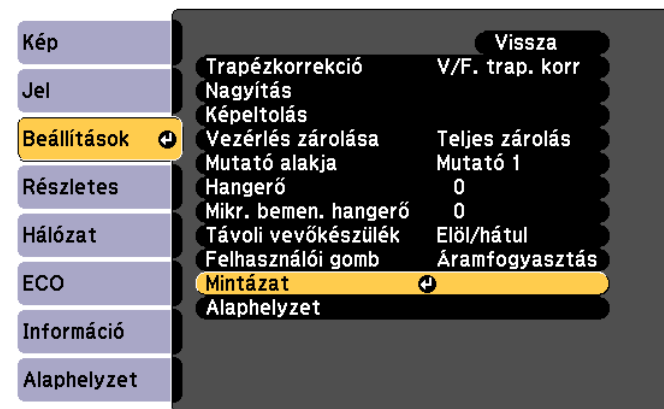 Kép
Jel
Beállítások
Részletes
Hálózat
ECO
Információ
Alaphelyzet
Vissza
Trapézkorrekció V/F. trap. korr
Nagyítás
Képeltolás
Vezérlés zárolása Teljes zárolás
Mutató alakja Mutató 1
Hangerő 0
Mikr. bemen. hangerő 0
Távoli vevőkészülék Elöl/hátul
Felhasználói gomb Áramfogyasztás
Mintázat
Alaphelyzet